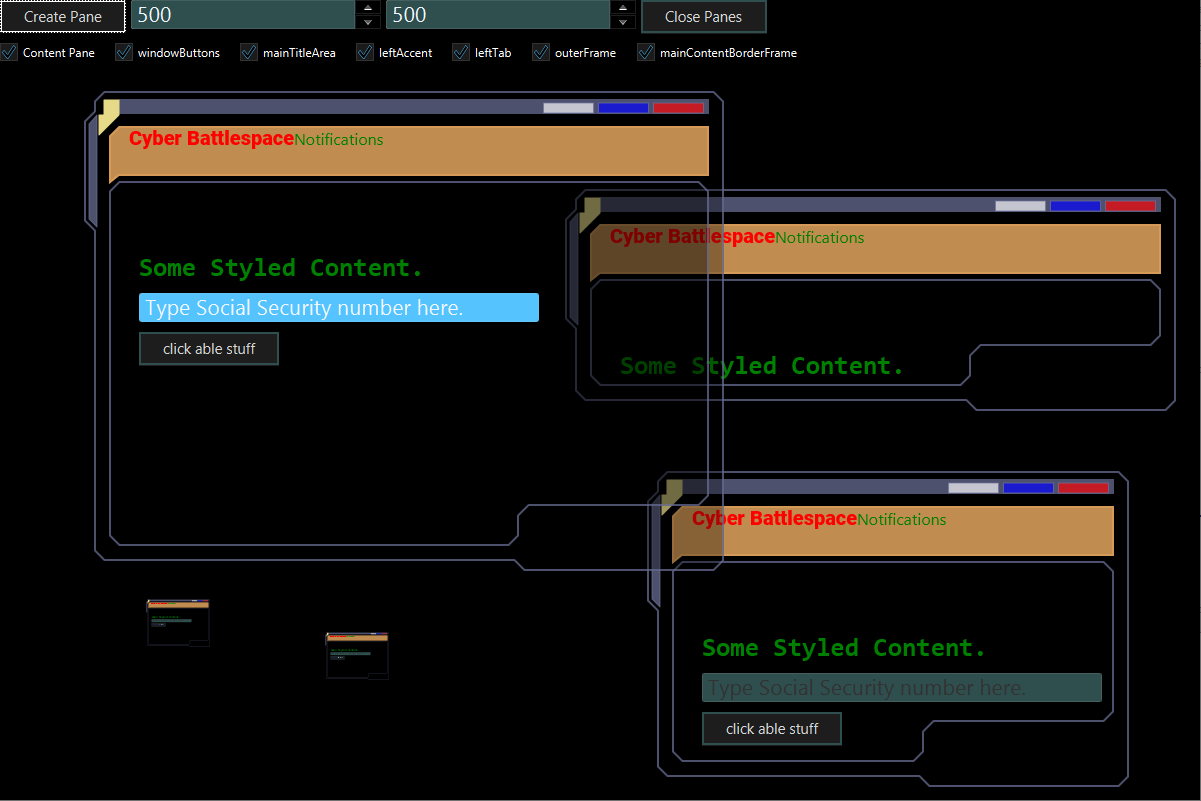 Create Pane 500 500 Close Panes
Content Pane windowButtons mainTitleArea leftAccent leftTab outerFrame mainContentBorderFrame
Cyber BattlespaceNotifications
Some Styled Content.
Type Social Security number here.
click able stuff
Cyber BattlespaceNotifications
Some Styled Content.
Cyber BattlespaceNotifications
Some Styled Content.
Type Social Security number here.
click able stuff